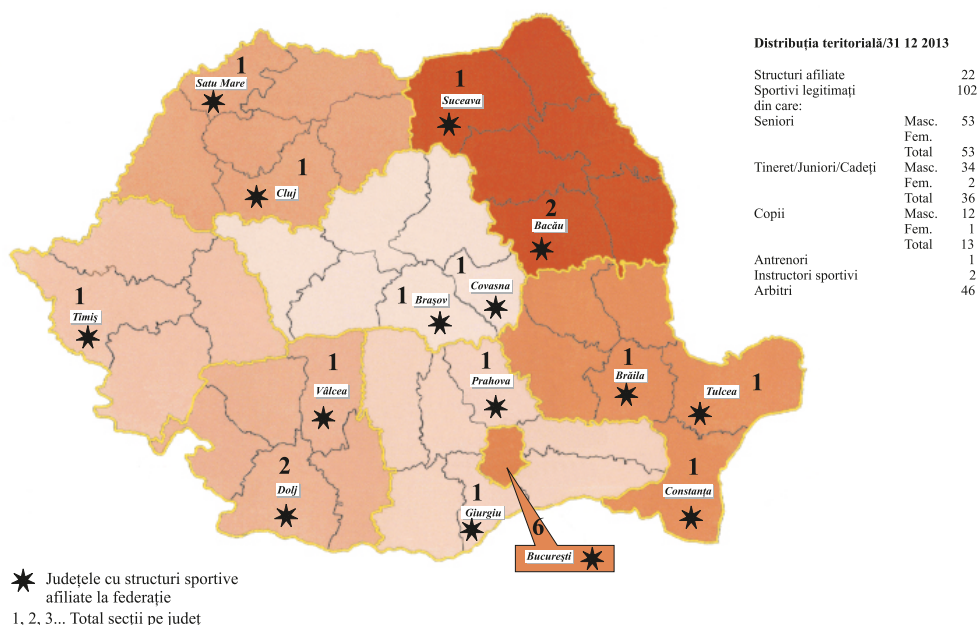 Distribuția teritorială/31 12 2013
Structuri afiliate 22
Sportivi legitimați 102
din care:
Seniori Masc. 53
Fem.
Total 53
Tineret/Juniori/Cadeți Masc. 34
Fem. 2
Total 36
Copii Masc. 12
Fem. 1
Total 13
Antrenori 1
Instructori sportivi 2
Arbitri 46
1
Satu Mare
1
Suceava
1
Cluj
2
Bacău
1
Timiș
1
Brașov
1
Covasna
1
Vâlcea
1
Prahova
1
Brăila
1
Tulcea
2
Dolj
1
Giurgiu
1
Constanța
6
București
Județele cu structuri sportive
afiliate la federație
1, 2, 3... Total secții pe județ